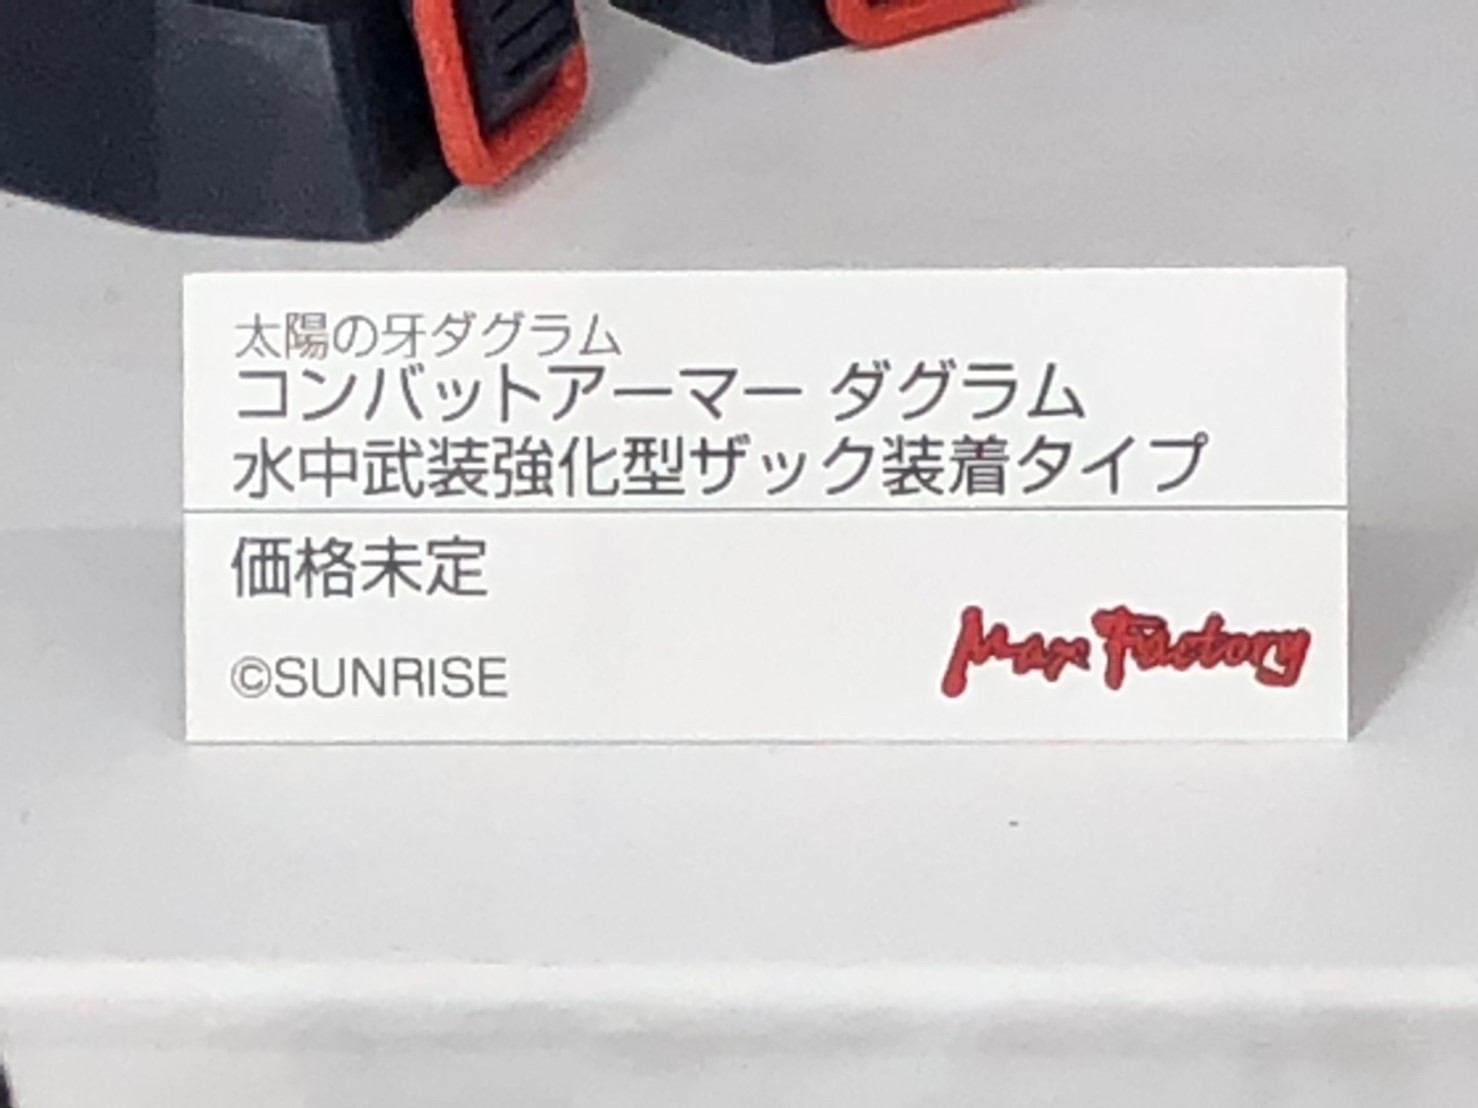 太陽の牙ダグラム
コンバットアーマー ダグラム
水中武装強化型ザック装着タイプ
価格未定
©SUNRISE
Max Factory